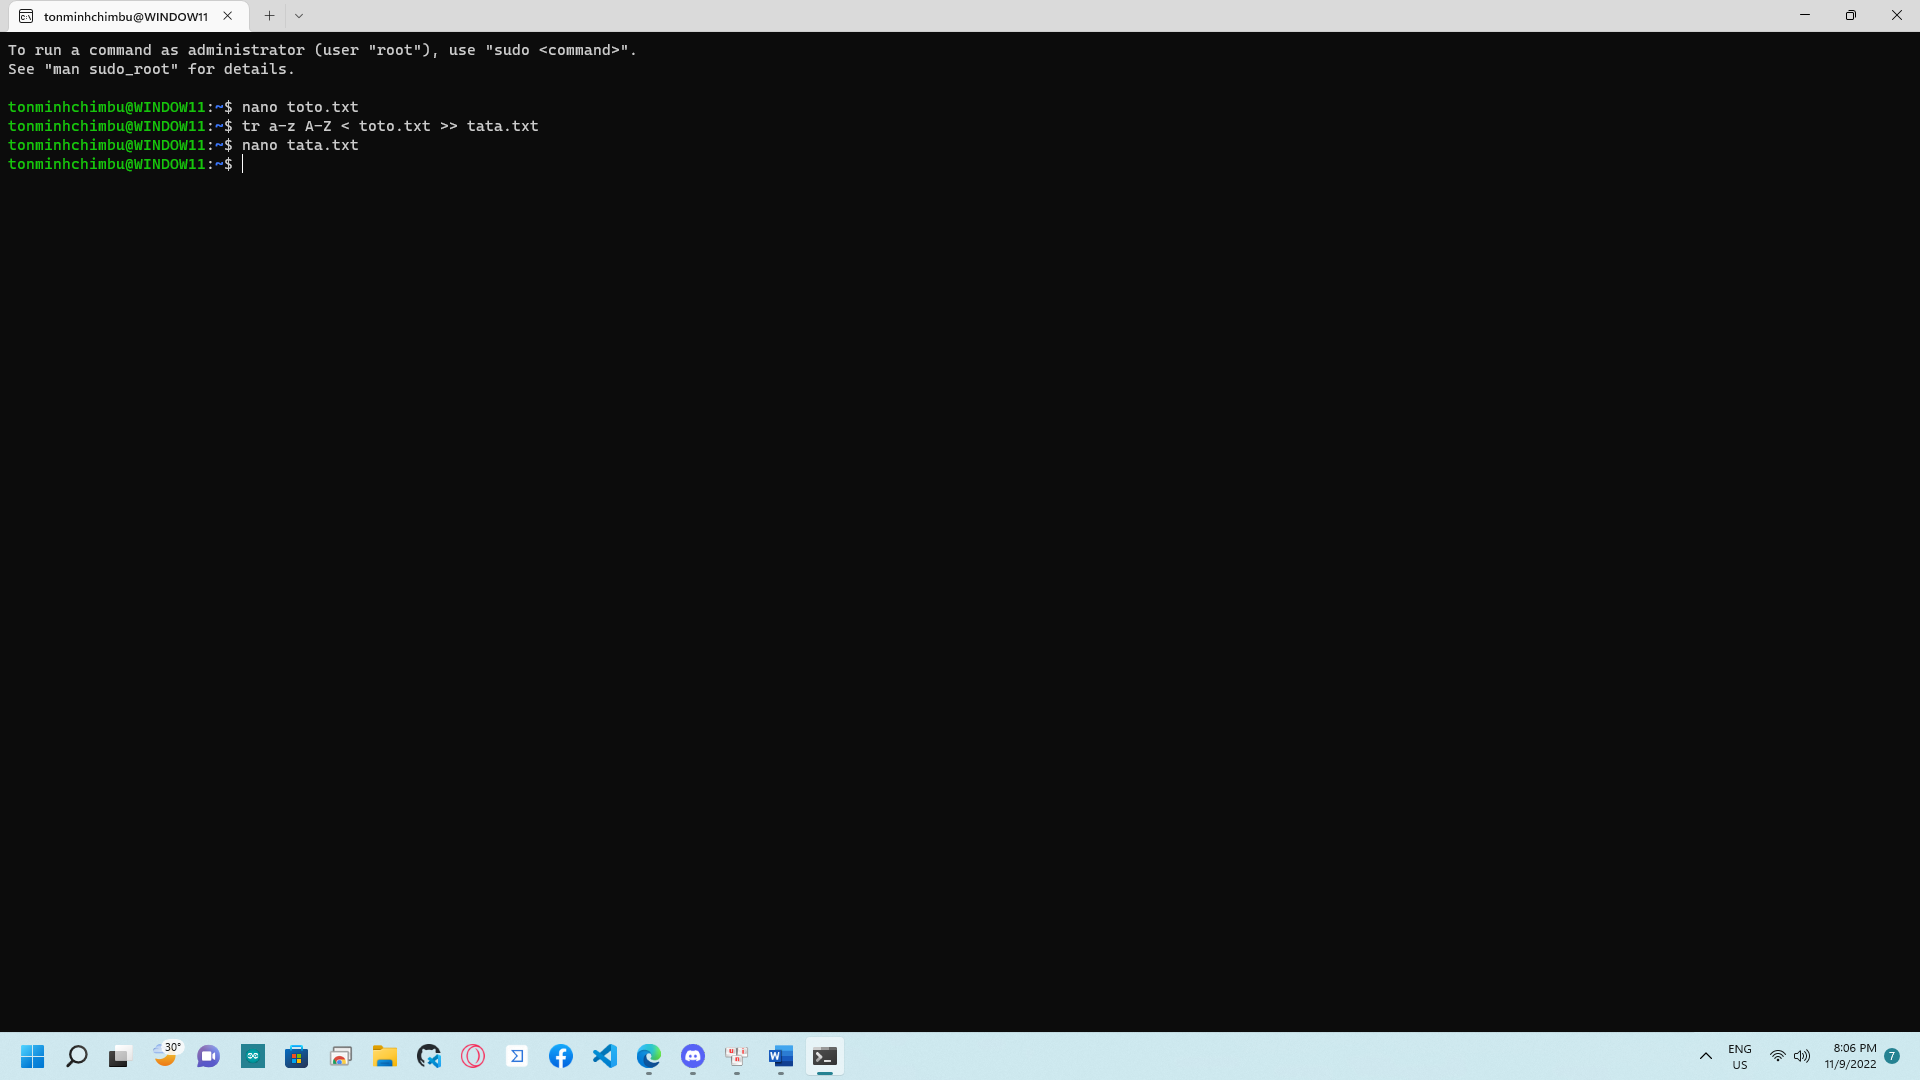 tonminhchimbu@WINDOW11
To run a command as administrator (user "root"), use "sudo <command>".
See "man sudo_root" for details.
tonminhchimbu@WINDOW11:~$ nano toto.txt
tonminhchimbu@WINDOW11:~$ tr a-z A-Z < toto.txt >> tata.txt
tonminhchimbu@WINDOW11:~$ nano tata.txt
tonminhchimbu@WINDOW11:~$
30°
ENG
US
8:06 PM
11/9/2022
7